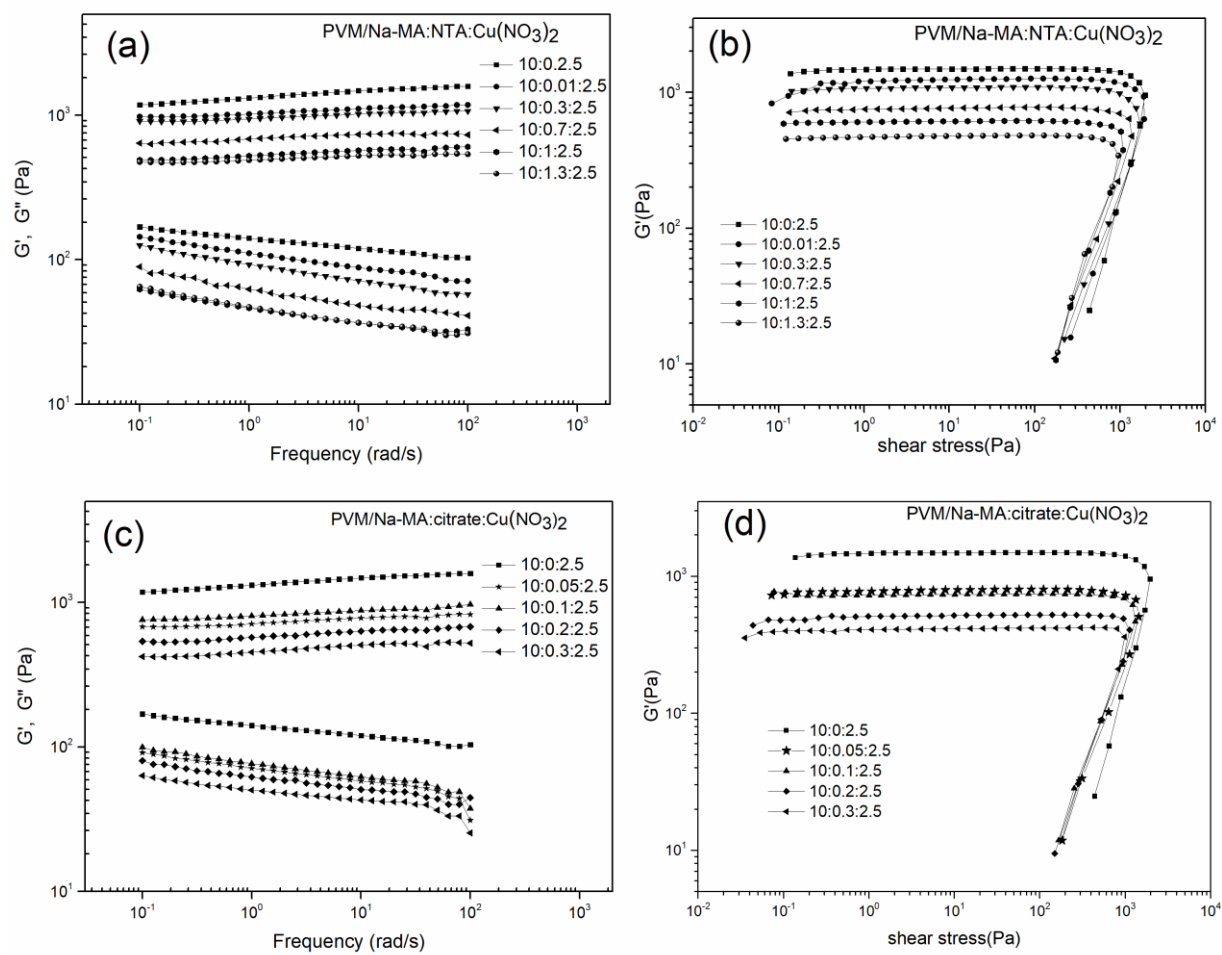 (a)
PVM/Na-MA:NTA:Cu(NO3)2
10:0.2.5
10:0.01:2.5
10:0.3:2.5
10:0.7:2.5
10:1:2.5
10:1.3:2.5
10^3
10^2
10^1
G', G" (Pa)
10^-1 10^0 10^1 10^2 10^3
Frequency (rad/s)
(b)
PVM/Na-MA:NTA:Cu(NO3)2
10^3
10^2
10^1
G'(Pa)
10:0:2.5
10:0.01:2.5
10:0.3:2.5
10:0.7:2.5
10:1:2.5
10:1.3:2.5
10^-2 10^-1 10^0 10^1 10^2 10^3 10^4
shear stress(Pa)
(c)
PVM/Na-MA:citrate:Cu(NO3)2
10:0:2.5
10:0.05:2.5
10:0.1:2.5
10:0.2:2.5
10:0.3:2.5
10^3
10^2
10^1
G', G" (Pa)
10^-1 10^0 10^1 10^2 10^3
Frequency (rad/s)
(d)
PVM/Na-MA:citrate:Cu(NO3)2
10^3
10^2
10^1
G'(Pa)
10:0:2.5
10:0.05:2.5
10:0.1:2.5
10:0.2:2.5
10:0.3:2.5
10^-2 10^-1 10^0 10^1 10^2 10^3 10^4
shear stress(Pa)